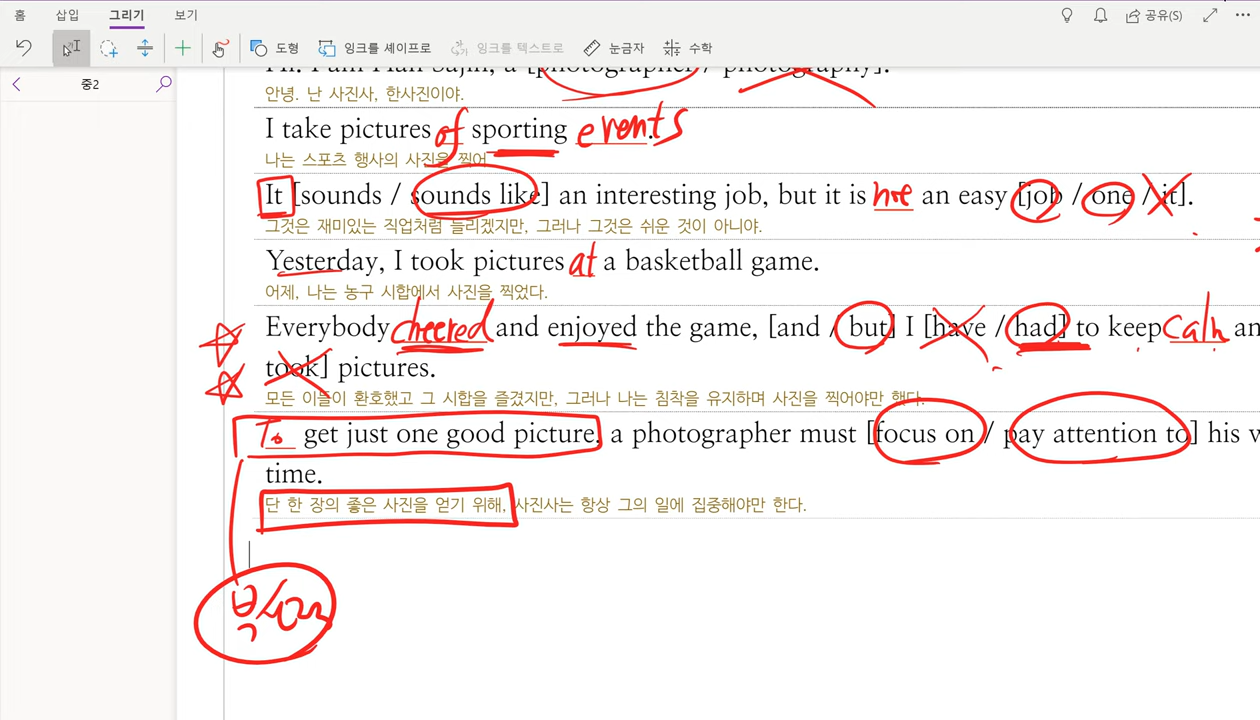 홈 삽입 그리기 보기
공유(S)
도형 잉크를 셰이프로 잉크를 텍스트로 눈금자 수학
중2
Hi. I am Han Sajin, a [photographer / photography].
안녕. 난 사진사, 한사진이야.
I take pictures of sporting events.
나는 스포츠 행사의 사진을 찍어
It [sounds / sounds like] an interesting job, but it is not an easy [job / one / it].
그것은 재미있는 직업처럼 들리겠지만, 그러나 그것은 쉬운 것이 아니야.
Yesterday, I took pictures at a basketball game.
어제, 나는 농구 시합에서 사진을 찍었다.
Everybody cheered and enjoyed the game, [and / but] I [have / had] to keep calm an
took] pictures.
모든 이들이 환호했고 그 시합을 즐겼지만, 그러나 나는 침착을 유지하며 사진을 찍어야만 했다.
To get just one good picture, a photographer must [focus on / pay attention to] his w
time.
단 한 장의 좋은 사진을 얻기 위해, 사진사는 항상 그의 일에 집중해야만 한다.